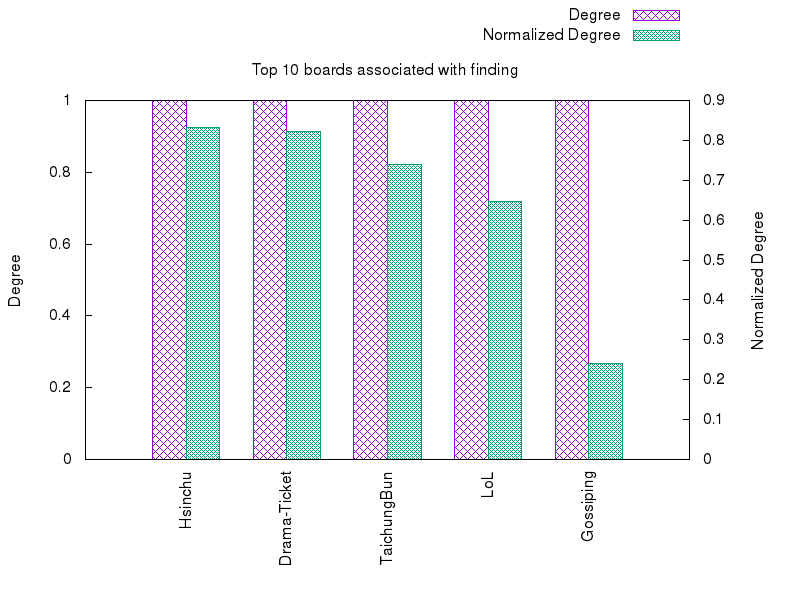 Degree
Normalized Degree
Top 10 boards associated with finding
1
0.8
0.6
0.4
0.2
0
Degree
0.9
0.8
0.7
0.6
0.5
0.4
0.3
0.2
0.1
0
Normalized Degree
Hsinchu
Drama-Ticket
TaichungBun
LoL
Gossiping